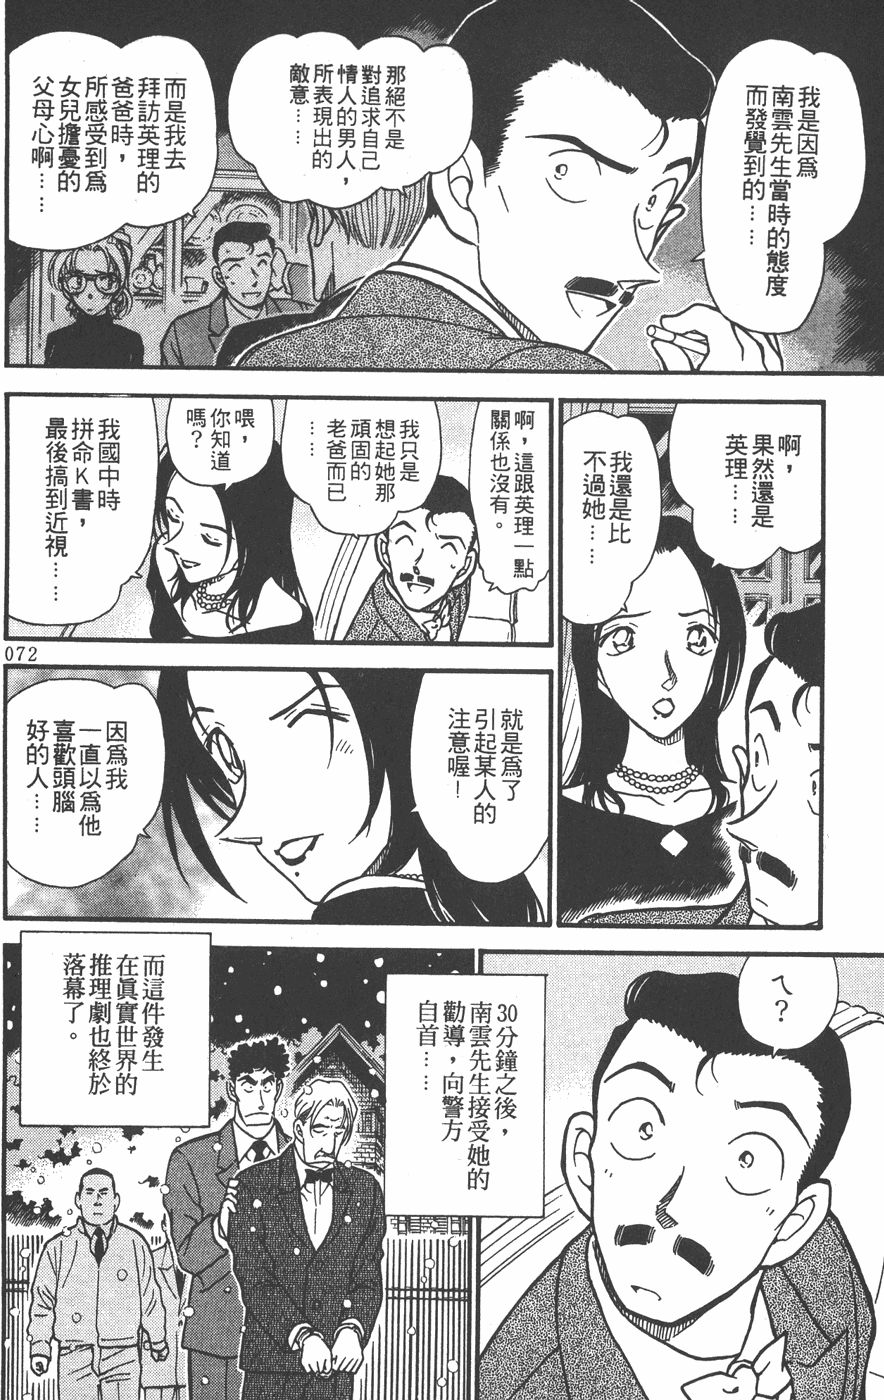 我是因爲
南雲先生當時的態度
而發覺到的……
那絕不是
對追求自己
情人的男人，
所表現出的
敵意……
而是我去
拜訪英理的
爸爸時，
所感受到爲
女兒擔憂的
父母心啊……
啊，
果然還是
英理……
我還是比
不過她……
啊，這跟英理一點
關係也沒有。
我只是
想起她那
頑固的
老爸而已
……
喂，
你知道
嗎？
我國中時
拼命K書，
最後搞到近視……
072
就是爲了
引起某人的
注意喔！
因爲我
一直以爲他
喜歡頭腦
好的人……
ㄟ？
30分鐘之後，
南雲先生接受她的
勸導，向警方
自首……
而這件發生
在眞實世界的
推理劇也終於
落幕了。